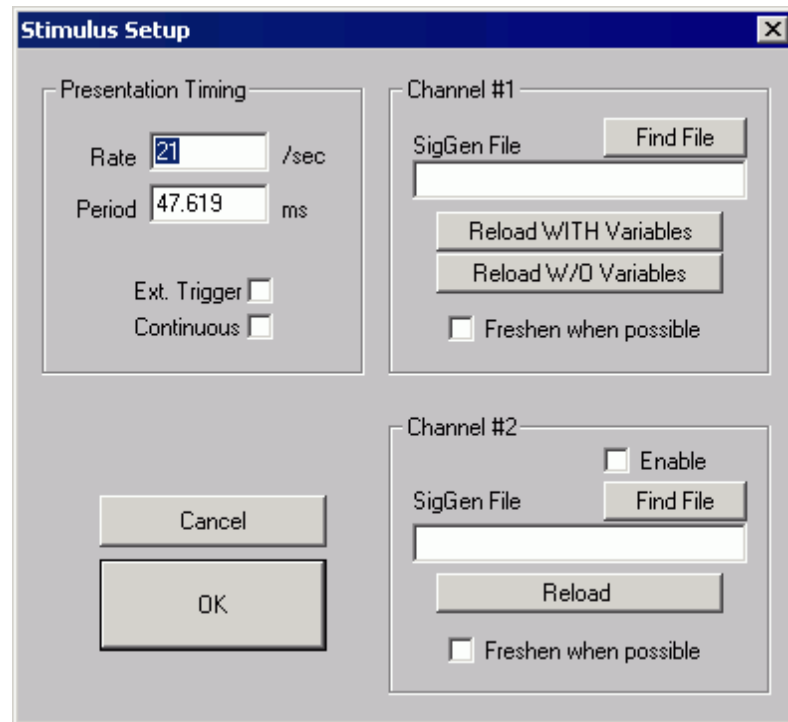 Stimulus Setup
Presentation Timing
Rate 21 /sec
Period 47.619 ms
Ext. Trigger
Continuous
Channel #1
SigGen File Find File
Reload WITH Variables
Reload W/O Variables
Freshen when possible
Channel #2
Enable
SigGen File Find File
Reload
Freshen when possible
Cancel
OK